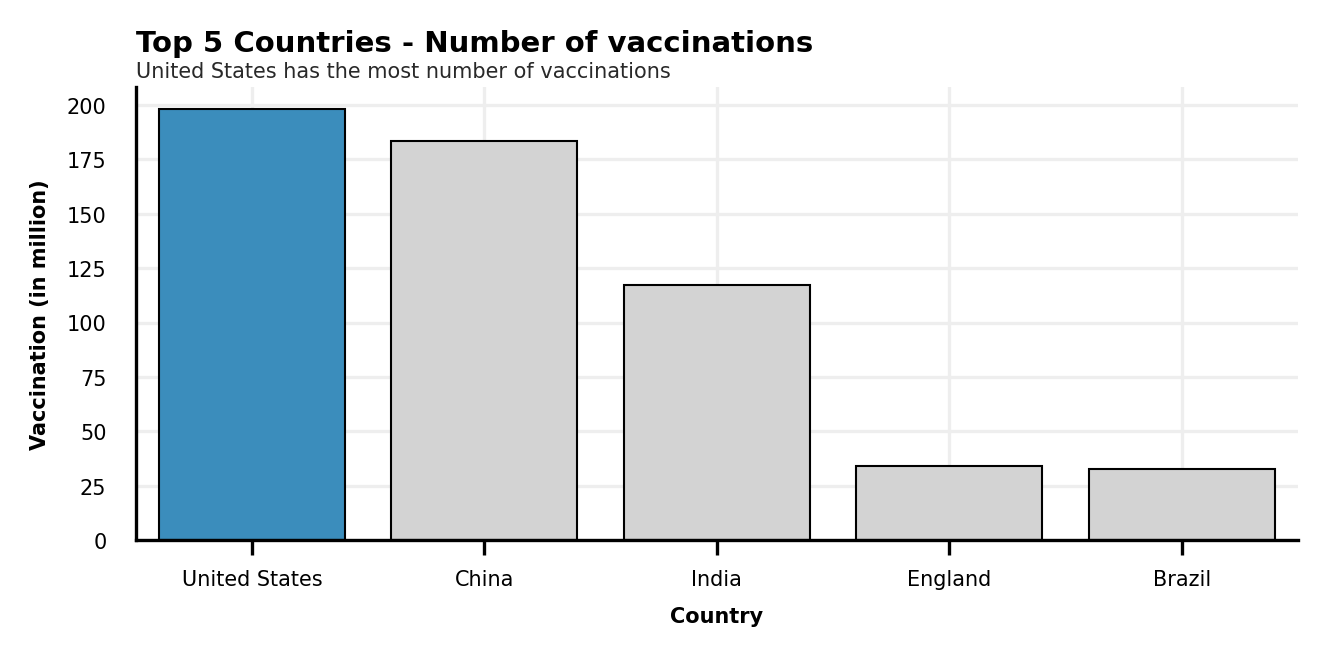 Top 5 Countries - Number of vaccinations
United States has the most number of vaccinations
Vaccination (in million)
200
175
150
125
100
75
50
25
0
United States China India England Brazil
Country